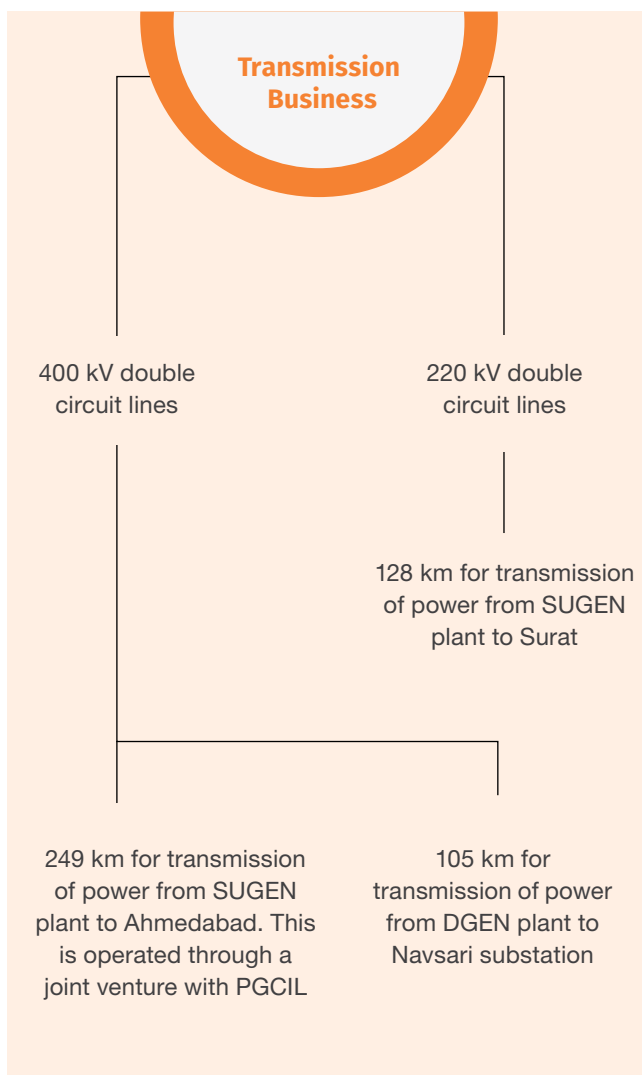 Transmission
Business
400 kV double
circuit lines
220 kV double
circuit lines
128 km for transmission
of power from SUGEN
plant to Surat
249 km for transmission
of power from SUGEN
plant to Ahmedabad. This
is operated through a
joint venture with PGCIL
105 km for
transmission of power
from DGEN plant to
Navsari substation